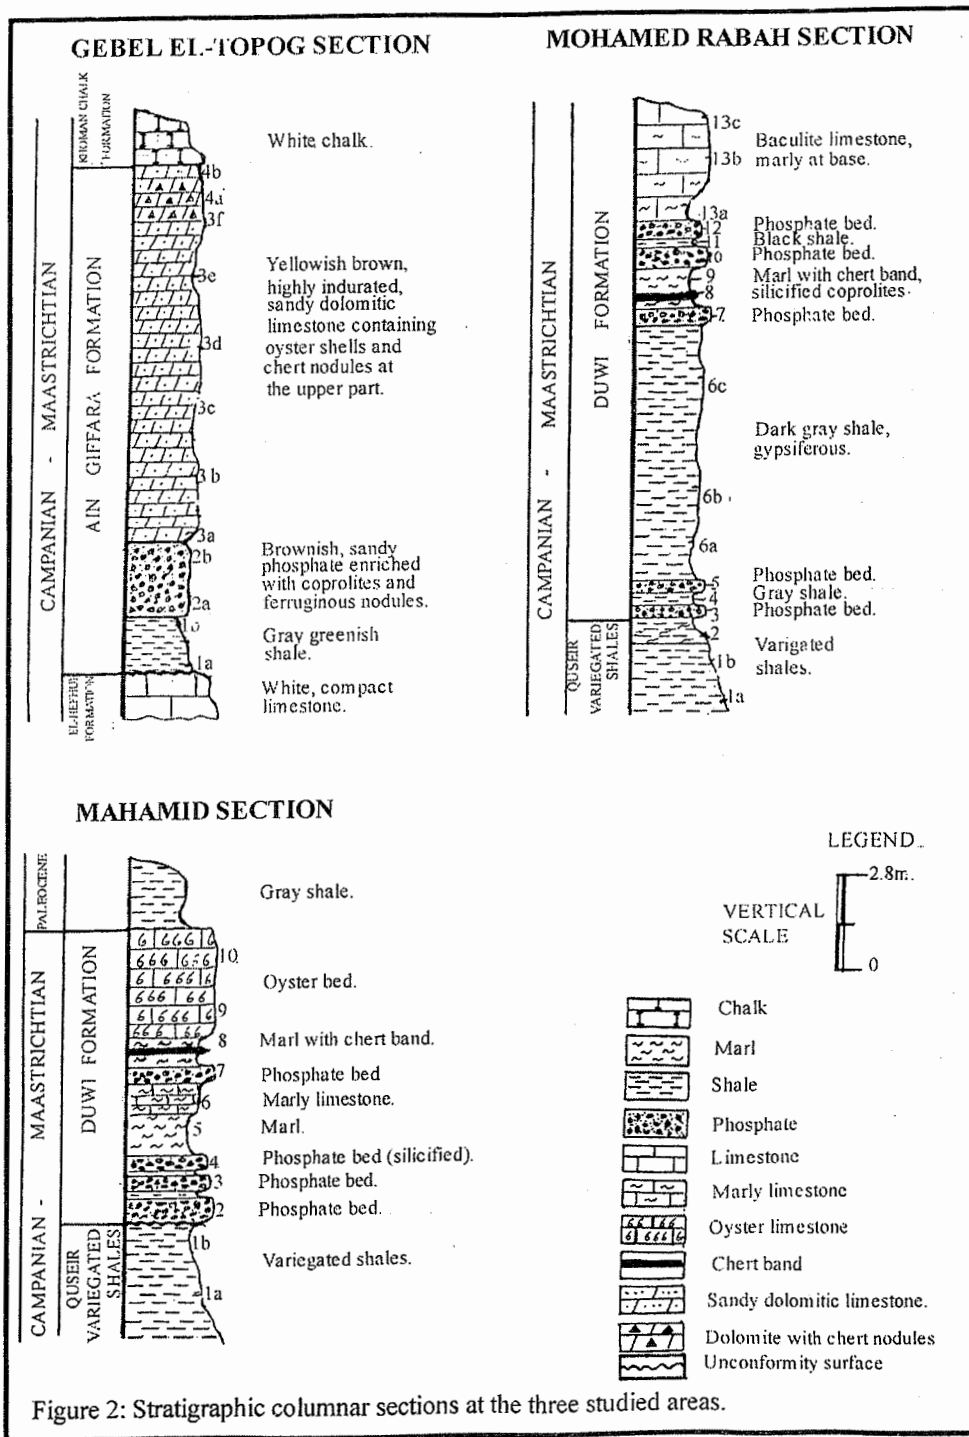 GEBEL EL-TOPOG SECTION
KHOMAN CHALK
FORMATION
AIN GIFFARA FORMATION
EL-HEFHUF
FORMATION
CAMPANIAN - MAASTRICHTIAN
4b
4a
3f
3e
3d
3c
3b
3a
2b
2a
1b
1a
White chalk.
Yellowish brown,
highly indurated,
sandy dolomitic
limestone containing
oyster shells and
chert nodules at
the upper part.
Brownish, sandy
phosphate enriched
with coprolites and
ferruginous nodules.
Gray greenish
shale.
White, compact
limestone.
MOHAMED RABAH SECTION
CAMPANIAN - MAASTRICHTIAN
DUWI FORMATION
QUSEIR
VARIEGATED
SHALES
13c
13b
13a
12
11
10
9
8
7
6c
6b
6a
5
4
3
2
1b
1a
Baculite limestone,
marly at base.
Phosphate bed.
Black shale.
Phosphate bed.
Marl with chert band,
silicified coprolites.
Phosphate bed.
Dark gray shale,
gypsiferous.
Phosphate bed.
Gray shale.
Phosphate bed.
Varigated
shales.
MAHAMID SECTION
PALEOCENE
CAMPANIAN - MAASTRICHTIAN
DUWI FORMATION
QUSEIR
VARIEGATED
SHALES
10
9
8
7
6
5
4
3
2
1b
1a
Gray shale.
Oyster bed.
Marl with chert band.
Phosphate bed
Marly limestone.
Marl.
Phosphate bed (silicified).
Phosphate bed.
Phosphate bed.
Variegated shales.
LEGEND
VERTICAL
SCALE
2.8m.
0
Chalk
Marl
Shale
Phosphate
Limestone
Marly limestone
Oyster limestone
Chert band
Sandy dolomitic limestone.
Dolomite with chert nodules
Unconformity surface
Figure 2: Stratigraphic columnar sections at the three studied areas.